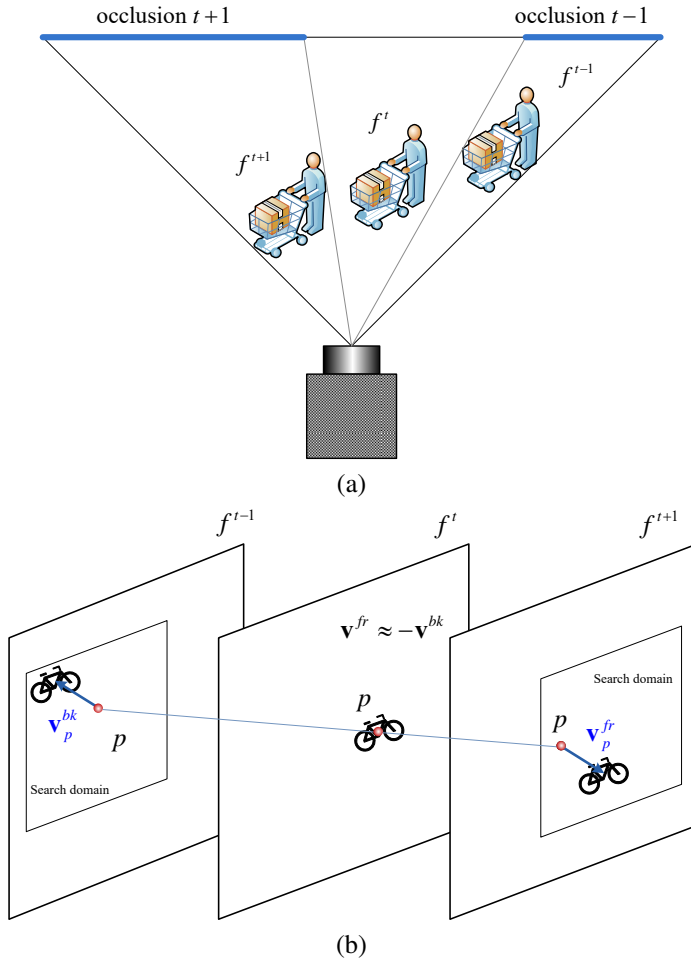 occlusion t+1 occlusion t−1
f^{t-1}
f^{t}
f^{t+1}
(a)
f^{t-1} f^{t} f^{t+1}
v^{fr} ≈ −v^{bk}
Search domain
p p v_p^{fr}
v_p^{bk} p
Search domain
(b)